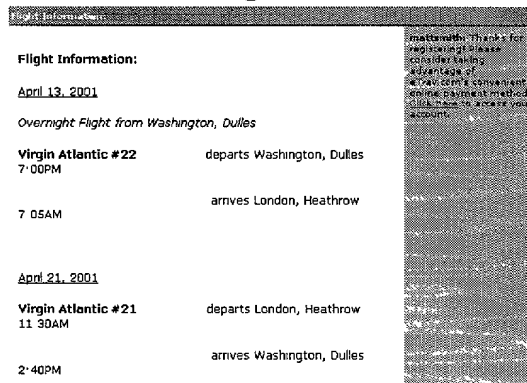 Flight Information:
Flight Information:
April 13, 2001
Overnight Flight from Washington, Dulles
Virgin Atlantic #22 departs Washington, Dulles
7:00PM
arrives London, Heathrow
7 05AM
April 21, 2001
Virgin Atlantic #21 departs London, Heathrow
11 30AM
arrives Washington, Dulles
2:40PM
mattsmith: Thanks for
registering! Please
consider taking
advantage of
convenient
online payment method
Click here to access you
account.